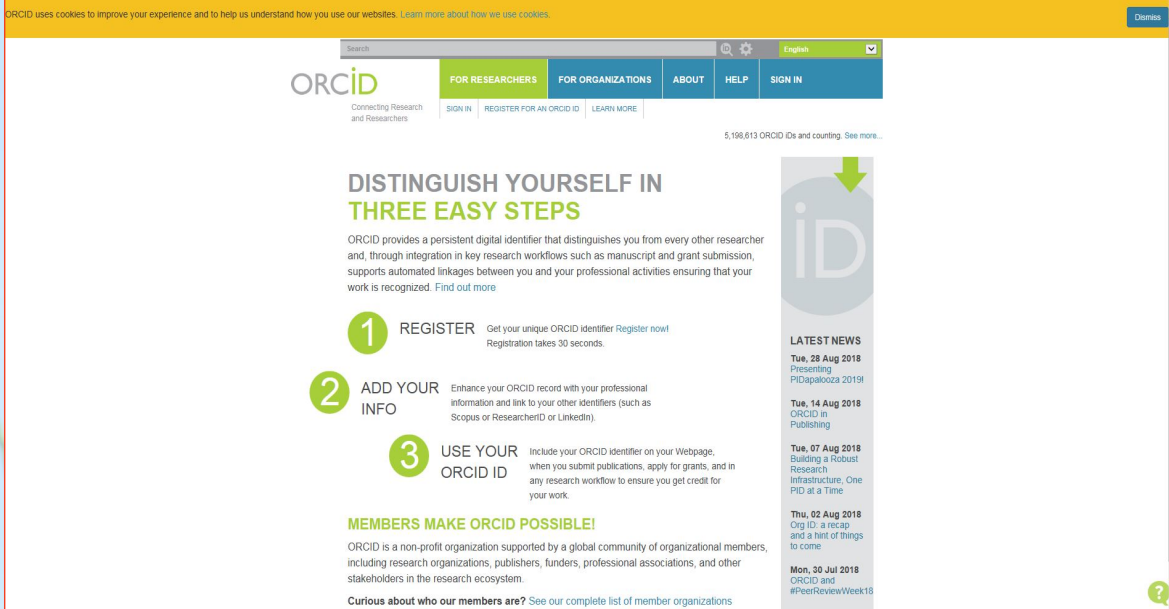 ORCID uses cookies to improve your experience and to help us understand how you use our websites. Learn more about how we use cookies.
Dismiss
Search
iD
English
ORCiD
Connecting Research
and Researchers
FOR RESEARCHERS
FOR ORGANIZATIONS
ABOUT
HELP
SIGN IN
SIGN IN
REGISTER FOR AN ORCID ID
LEARN MORE
5,198,613 ORCID iDs and counting. See more...
DISTINGUISH YOURSELF IN
THREE EASY STEPS
ORCID provides a persistent digital identifier that distinguishes you from every other researcher
and, through integration in key research workflows such as manuscript and grant submission,
supports automated linkages between you and your professional activities ensuring that your
work is recognized. Find out more
1
REGISTER
Get your unique ORCID identifier Register now!
Registration takes 30 seconds.
2
ADD YOUR
INFO
Enhance your ORCID record with your professional
information and link to your other identifiers (such as
Scopus or ResearcherID or LinkedIn).
3
USE YOUR
ORCID ID
Include your ORCID identifier on your Webpage,
when you submit publications, apply for grants, and in
any research workflow to ensure you get credit for
your work.
MEMBERS MAKE ORCID POSSIBLE!
ORCID is a non-profit organization supported by a global community of organizational members,
including research organizations, publishers, funders, professional associations, and other
stakeholders in the research ecosystem.
Curious about who our members are? See our complete list of member organizations
iD
LATEST NEWS
Tue, 28 Aug 2018
Presenting
PIDapalooza 2019!
Tue, 14 Aug 2018
ORCID in
Publishing
Tue, 07 Aug 2018
Building a Robust
Research
Infrastructure, One
PID at a Time
Thu, 02 Aug 2018
Org ID: a recap
and a hint of things
to come
Mon, 30 Jul 2018
ORCID and
#PeerReviewWeek18
?